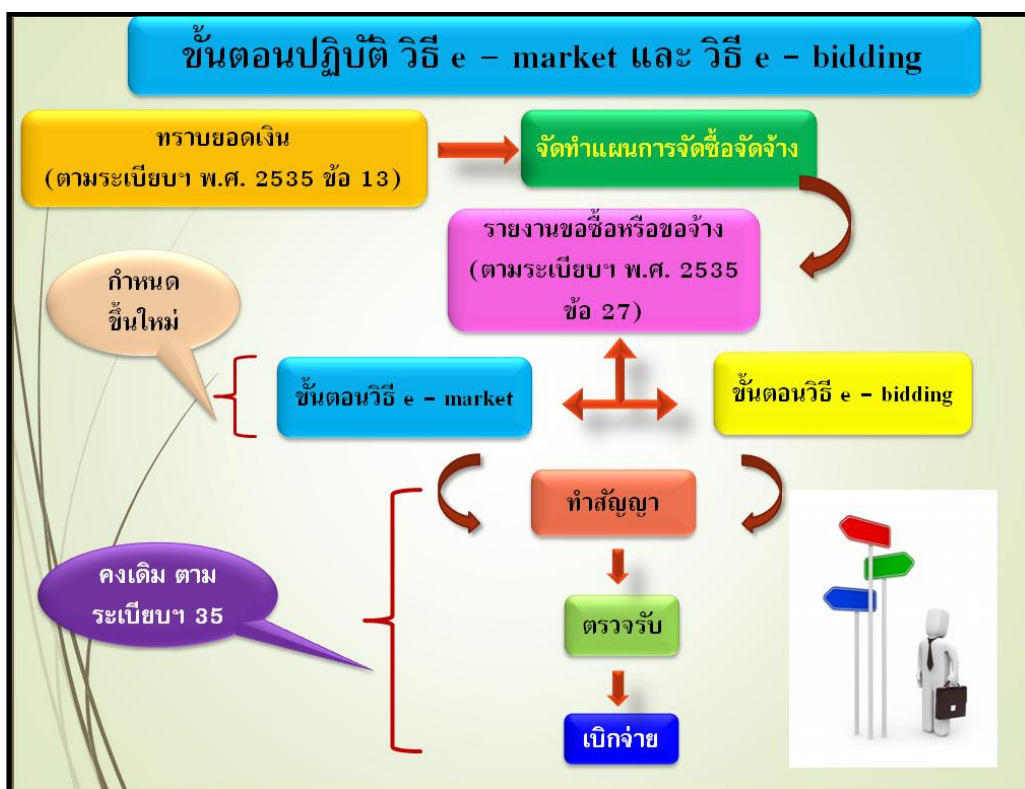 ขั้นตอนปฏิบัติ วิธี e – market และ วิธี e – bidding
ทราบยอดเงิน
(ตามระเบียบฯ พ.ศ. 2535 ข้อ 13)
จัดทำแผนการจัดซื้อจัดจ้าง
รายงานขอซื้อหรือขอจ้าง
(ตามระเบียบฯ พ.ศ. 2535
ข้อ 27)
กำหนด
ขึ้นใหม่
ขั้นตอนวิธี e – market
ขั้นตอนวิธี e – bidding
ทำสัญญา
คงเดิม ตาม
ระเบียบฯ 35
ตรวจรับ
เบิกจ่าย